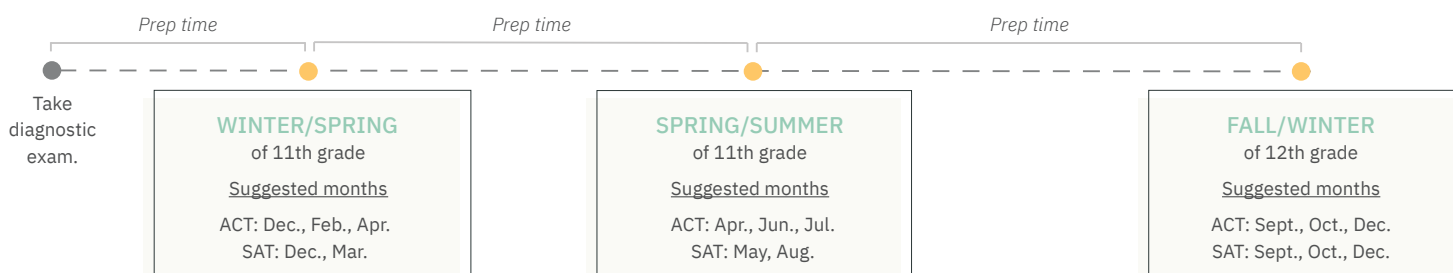 Prep time
Prep time
Prep time
Take
diagnostic
exam.
WINTER/SPRING
of 11th grade
Suggested months
ACT: Dec., Feb., Apr.
SAT: Dec., Mar.
SPRING/SUMMER
of 11th grade
Suggested months
ACT: Apr., Jun., Jul.
SAT: May, Aug.
FALL/WINTER
of 12th grade
Suggested months
ACT: Sept., Oct., Dec.
SAT: Sept., Oct., Dec.